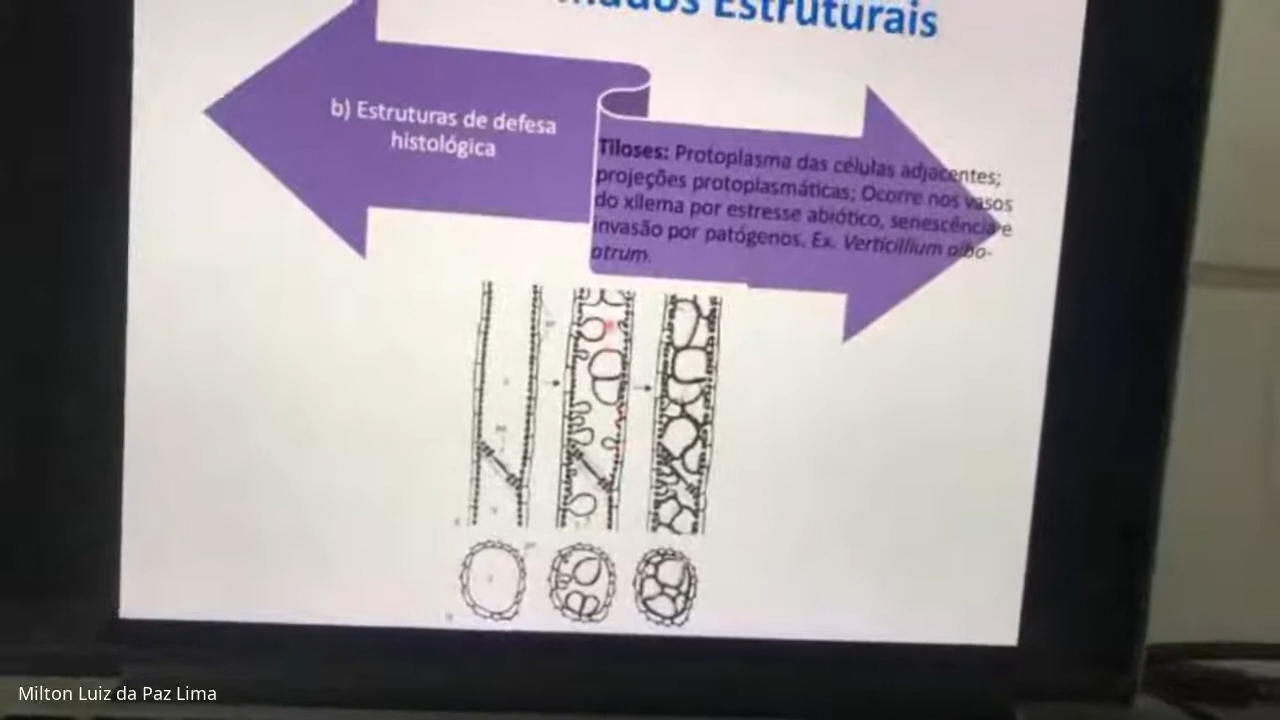 Estruturais
b) Estruturas de defesa
histológica
Tiloses: Protoplasma das células adjacentes;
projeções protoplasmáticas; Ocorre nos vasos
do xilema por estresse abiótico, senescência e
invasão por patógenos. Ex. Verticillium albo-
atrum.
Milton Luiz da Paz Lima